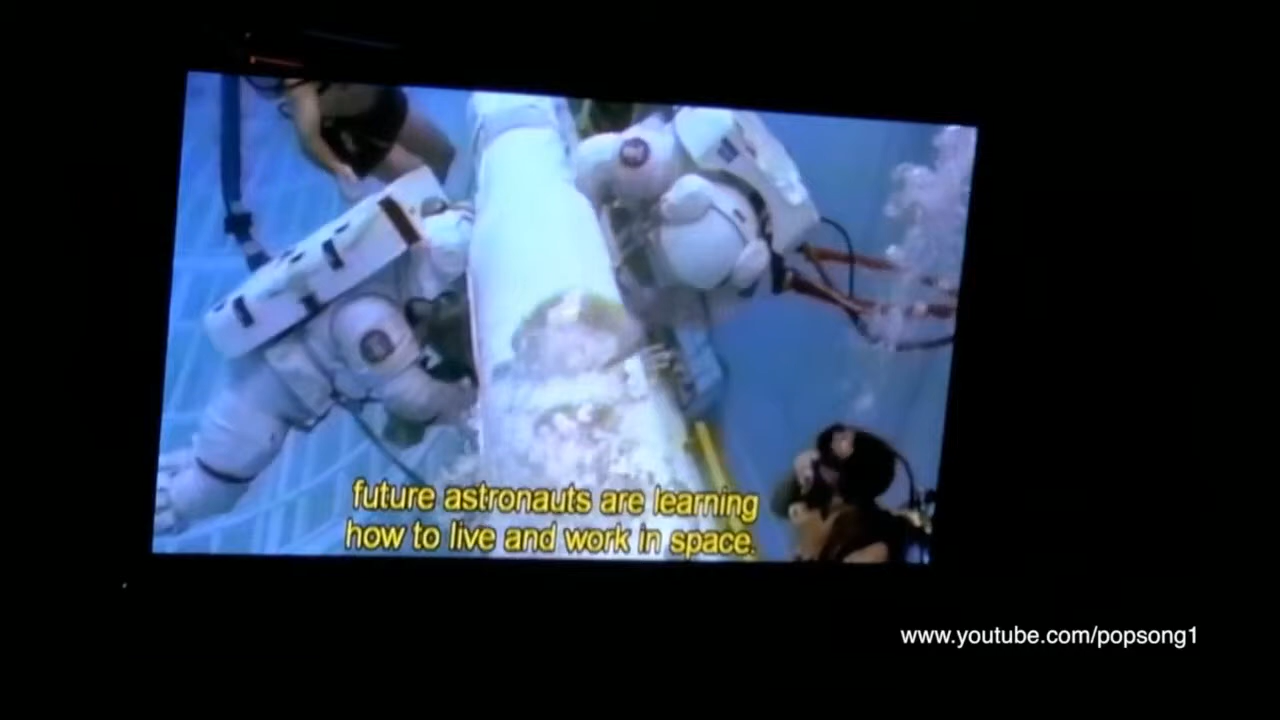 future astronauts are learning
how to live and work in space.
www.youtube.com/popsong1